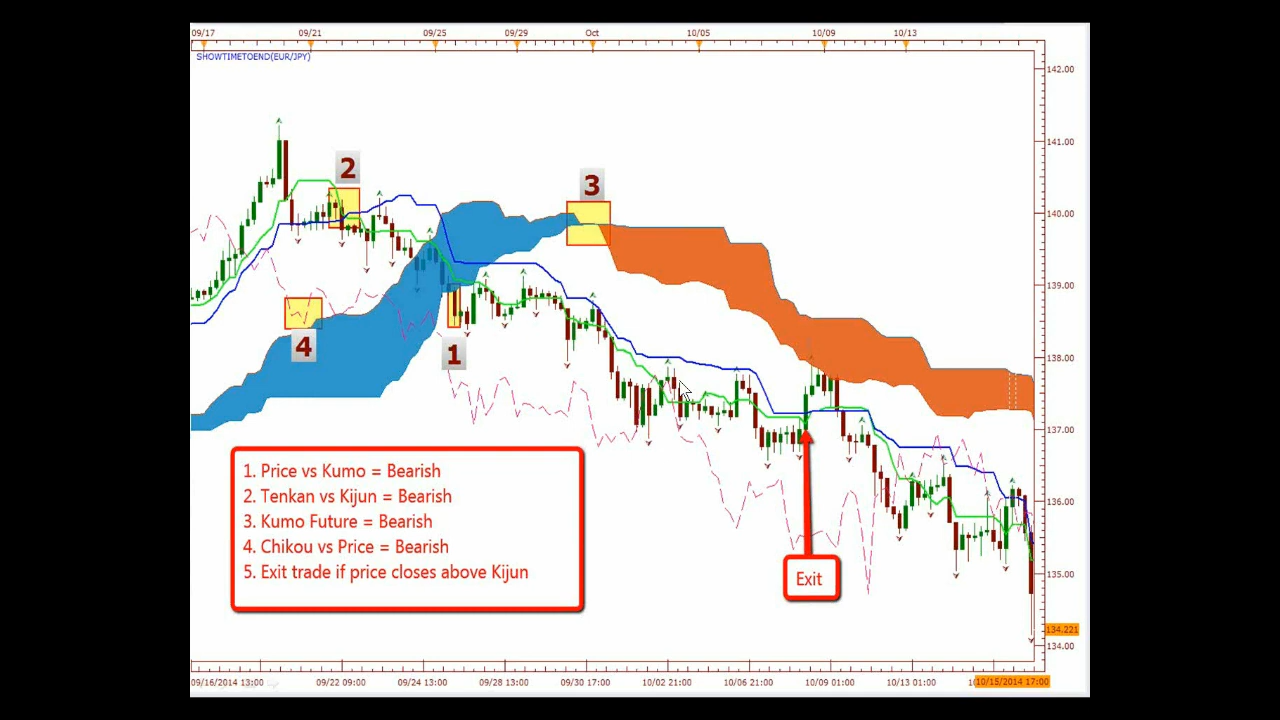 09/17 09/21 09/25 09/29 Oct 10/05 10/09 10/13
SHOWTIMETOEND(EUR/JPY)
142.00
141.00
2
3
140.00
139.00
4
1
138.00
137.00
1. Price vs Kumo = Bearish
2. Tenkan vs Kijun = Bearish
3. Kumo Future = Bearish
4. Chikou vs Price = Bearish
5. Exit trade if price closes above Kijun
136.00
135.00
Exit
134.221
134.00
09/16/2014 13:00 09/22 09:00 09/24 13:00 09/28 13:00 09/30 17:00 10/02 21:00 10/06 21:00 10/09 01:00 10/13 01:00 10/15/2014 17:00